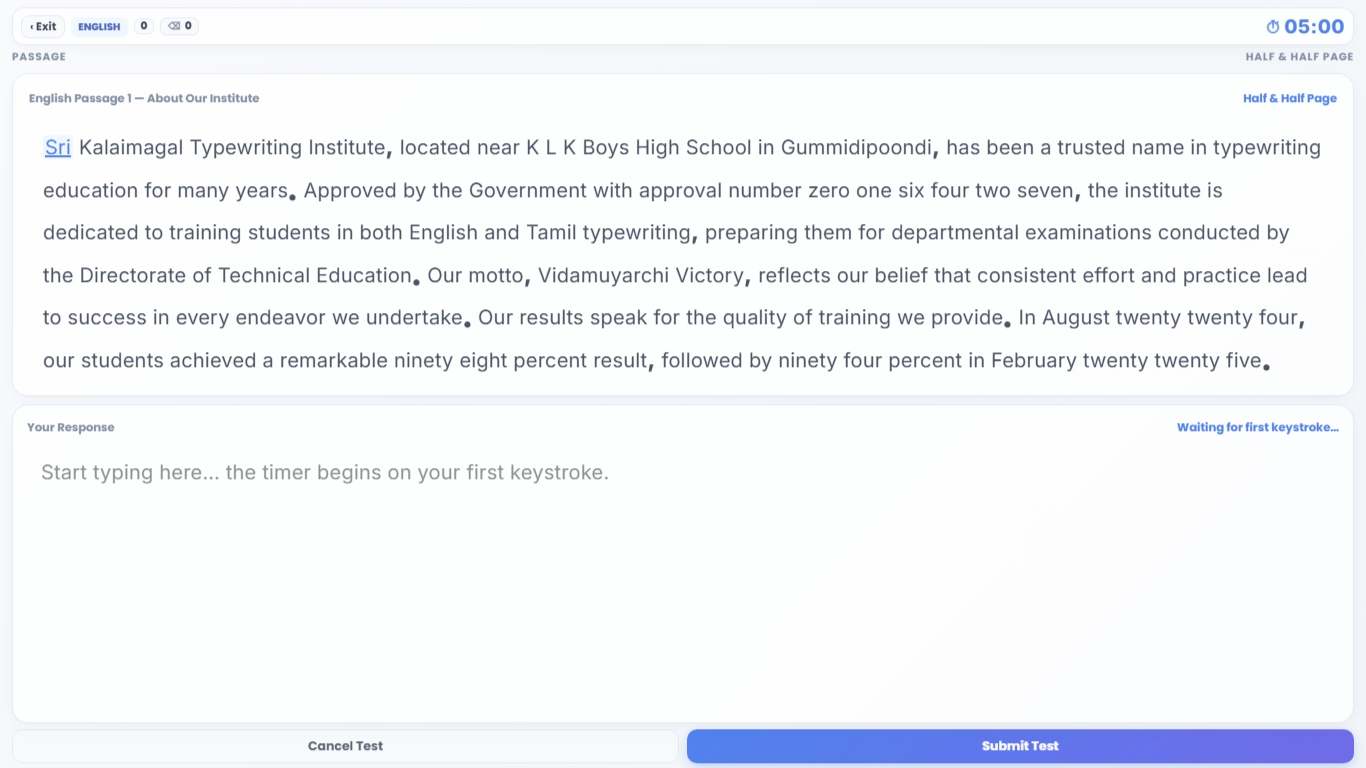 ‹ Exit ENGLISH 0 ⌫ 0 ⏱ 05:00
PASSAGE HALF & HALF PAGE
English Passage 1 — About Our Institute Half & Half Page
Sri Kalaimagal Typewriting Institute, located near K L K Boys High School in Gummidipoondi, has been a trusted name in typewriting
education for many years. Approved by the Government with approval number zero one six four two seven, the institute is
dedicated to training students in both English and Tamil typewriting, preparing them for departmental examinations conducted by
the Directorate of Technical Education. Our motto, Vidamuyarchi Victory, reflects our belief that consistent effort and practice lead
to success in every endeavor we undertake. Our results speak for the quality of training we provide. In August twenty twenty four,
our students achieved a remarkable ninety eight percent result, followed by ninety four percent in February twenty twenty five.
Your Response Waiting for first keystroke...
Start typing here... the timer begins on your first keystroke.
Cancel Test Submit Test